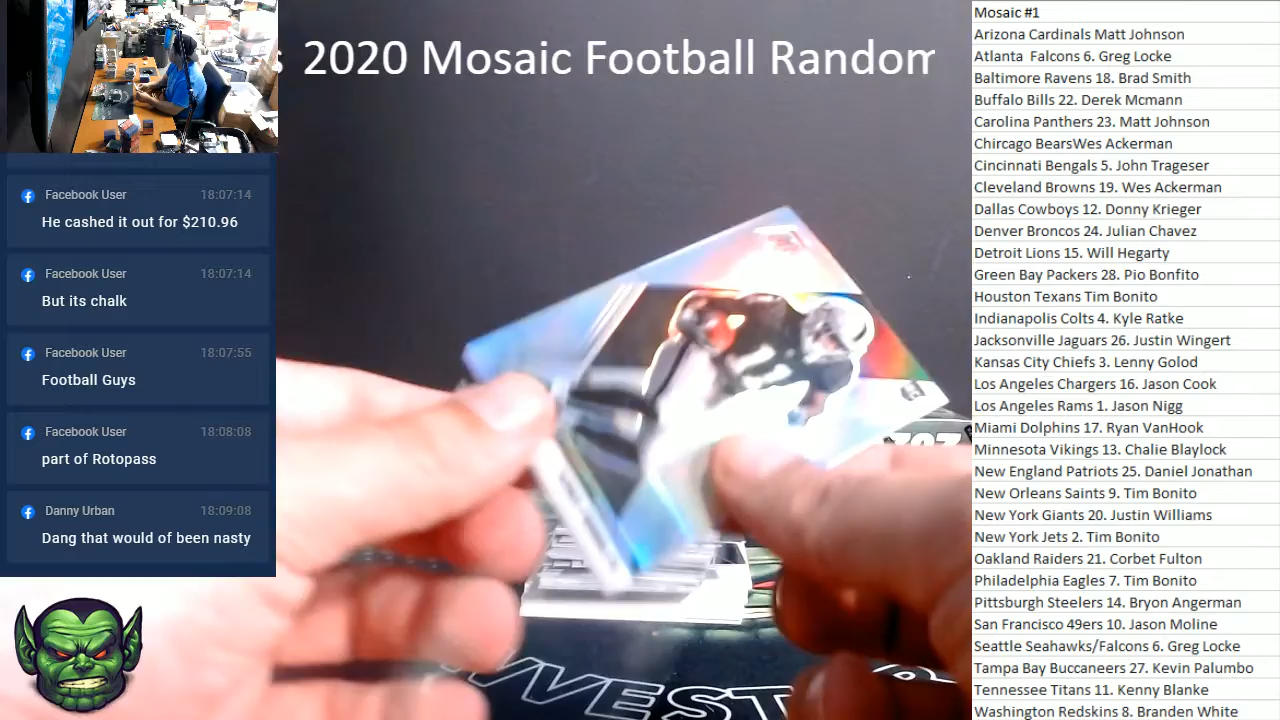 2020 Mosaic Football Random
Facebook User 18:07:14
He cashed it out for $210.96
Facebook User 18:07:14
But its chalk
Facebook User 18:07:55
Football Guys
Facebook User 18:08:08
part of Rotopass
Danny Urban 18:09:08
Dang that would of been nasty
Mosaic #1
Arizona Cardinals Matt Johnson
Atlanta Falcons 6. Greg Locke
Baltimore Ravens 18. Brad Smith
Buffalo Bills 22. Derek Mcmann
Carolina Panthers 23. Matt Johnson
Chircago BearsWes Ackerman
Cincinnati Bengals 5. John Trageser
Cleveland Browns 19. Wes Ackerman
Dallas Cowboys 12. Donny Krieger
Denver Broncos 24. Julian Chavez
Detroit Lions 15. Will Hegarty
Green Bay Packers 28. Pio Bonfito
Houston Texans Tim Bonito
Indianapolis Colts 4. Kyle Ratke
Jacksonville Jaguars 26. Justin Wingert
Kansas City Chiefs 3. Lenny Golod
Los Angeles Chargers 16. Jason Cook
Los Angeles Rams 1. Jason Nigg
Miami Dolphins 17. Ryan VanHook
Minnesota Vikings 13. Chalie Blaylock
New England Patriots 25. Daniel Jonathan
New Orleans Saints 9. Tim Bonito
New York Giants 20. Justin Williams
New York Jets 2. Tim Bonito
Oakland Raiders 21. Corbet Fulton
Philadelphia Eagles 7. Tim Bonito
Pittsburgh Steelers 14. Bryon Angerman
San Francisco 49ers 10. Jason Moline
Seattle Seahawks/Falcons 6. Greg Locke
Tampa Bay Buccaneers 27. Kevin Palumbo
Tennessee Titans 11. Kenny Blanke
Washington Redskins 8. Branden White